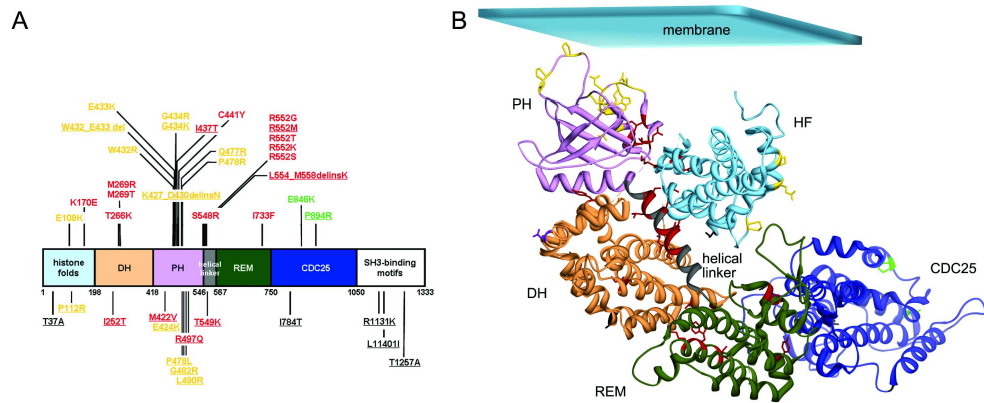 A
E433K
W432_E433 del
W432R
G434R
G434K
I437T
C441Y
Q477R
P478R
K427_D430delinsN
R552G
R552M
R552T
R552K
R552S
L554_M558delinsK
M269R
M269T
T266K
K170E
E108K
S548R
I733F
E846K
P894R
histone
folds
DH
PH
helical
linker
REM
CDC25
SH3-binding
motifs
1
198
200
418
446
546
567
750
1050
1333
T37A
P112R
I252T
M422V
E424K
R497Q
P478L
G482R
L490R
T549K
I784T
R1131K
L1140I
T1257A
B
membrane
PH
HF
helical
linker
DH
CDC25
REM